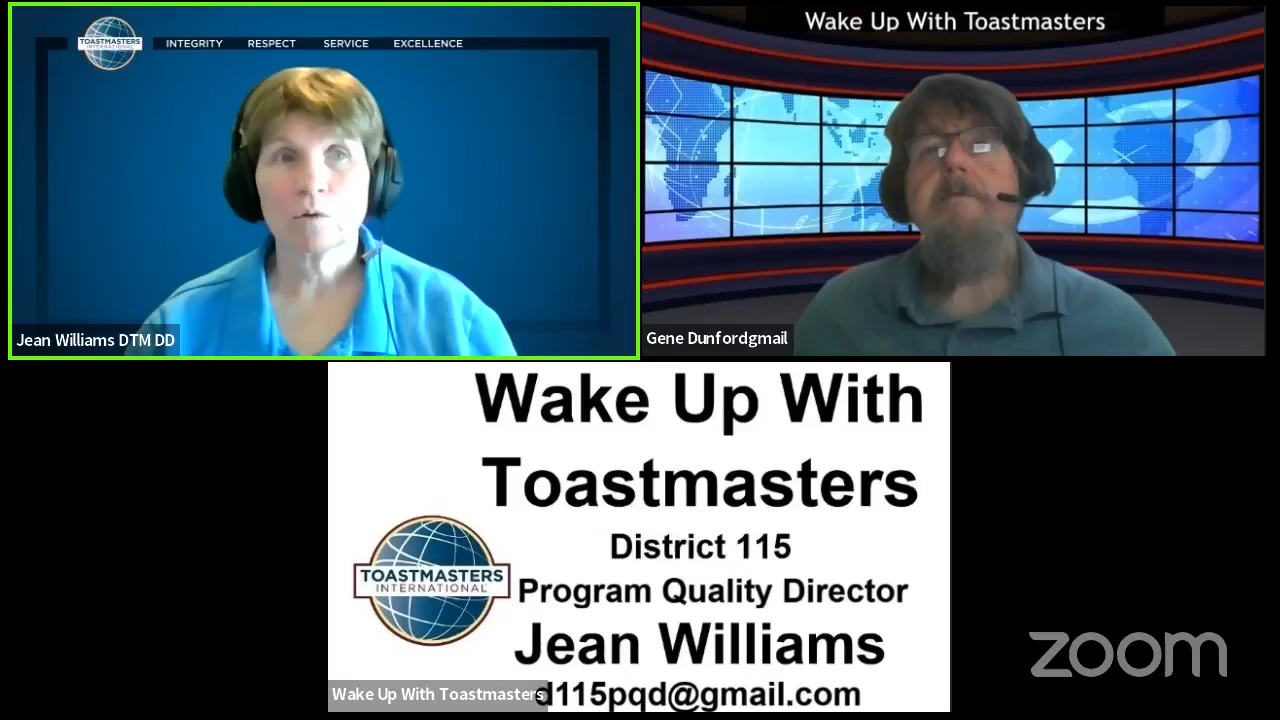 TOASTMASTERS
INTERNATIONAL
INTEGRITY RESPECT SERVICE EXCELLENCE
Jean Williams DTM DD
Wake Up With Toastmasters
Gene Dunfordgmail
Wake Up With
Toastmasters
District 115
TOASTMASTERS
INTERNATIONAL
Program Quality Director
Jean Williams
d115pqd@gmail.com
Wake Up With Toastmasters
zoom